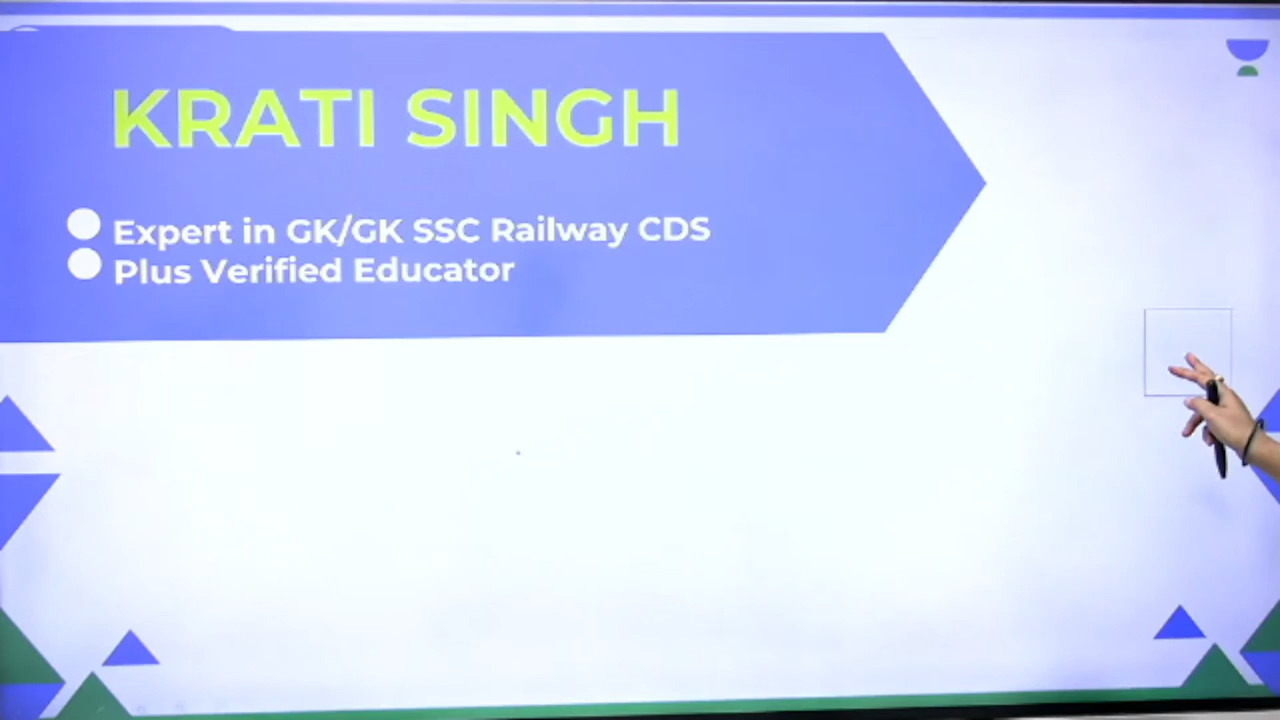 KRATI SINGH
Expert in GK/GK SSC Railway CDS
Plus Verified Educator